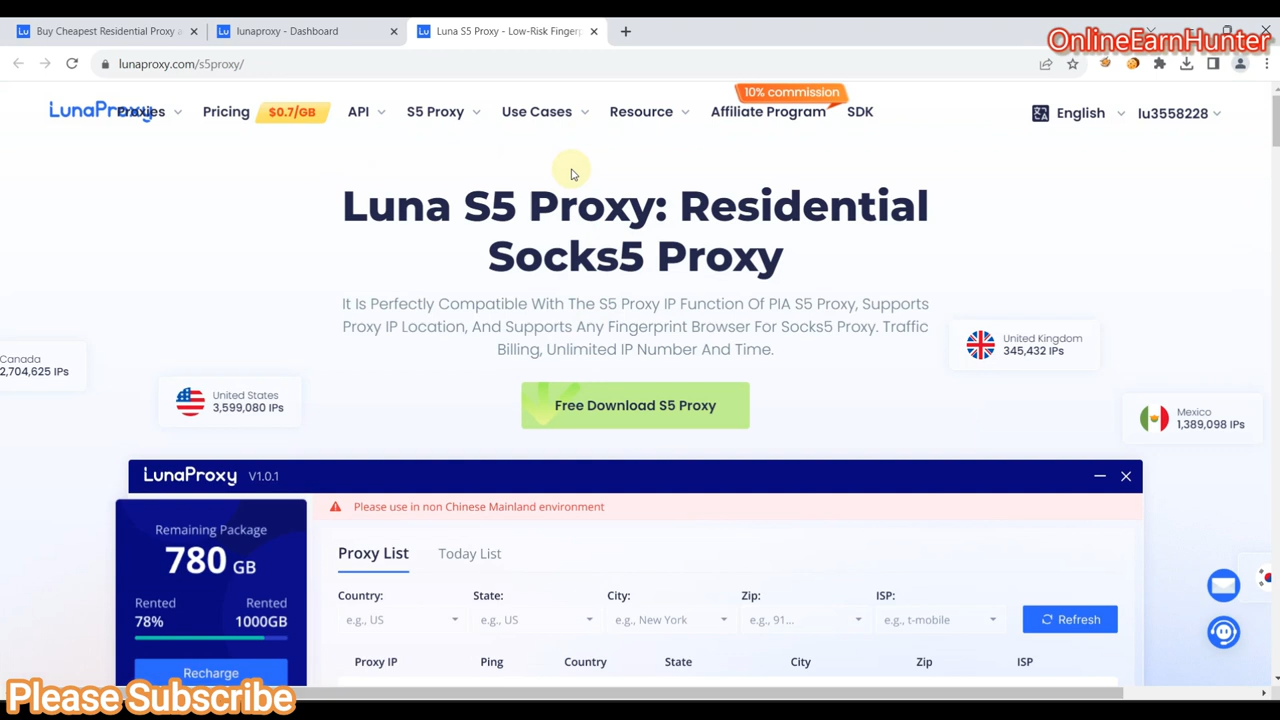 Buy Cheapest Residential Proxy
lunaproxy - Dashboard
Luna S5 Proxy - Low-Risk Fingerp
OnlineEarnHunter
lunaproxy.com/s5proxy/
10% commission
LunaProxy
Proxies
Pricing
$0.7/GB
API
S5 Proxy
Use Cases
Resource
Affiliate Program
SDK
English
lu3558228
Luna S5 Proxy: Residential
Socks5 Proxy
It Is Perfectly Compatible With The S5 Proxy IP Function Of PIA S5 Proxy, Supports
Proxy IP Location, And Supports Any Fingerprint Browser For Socks5 Proxy. Traffic
Billing, Unlimited IP Number And Time.
Canada
2,704,625 IPs
United States
3,599,080 IPs
United Kingdom
345,432 IPs
Mexico
1,389,098 IPs
Free Download S5 Proxy
LunaProxy V1.0.1
Please use in non Chinese Mainland environment
Remaining Package
780 GB
Rented
78%
Rented
1000GB
Recharge
Proxy List
Today List
Country:
State:
City:
Zip:
ISP:
e.g., US
e.g., US
e.g., New York
e.g., 91...
e.g., t-mobile
Refresh
Proxy IP
Ping
Country
State
City
Zip
ISP
Please Subscribe